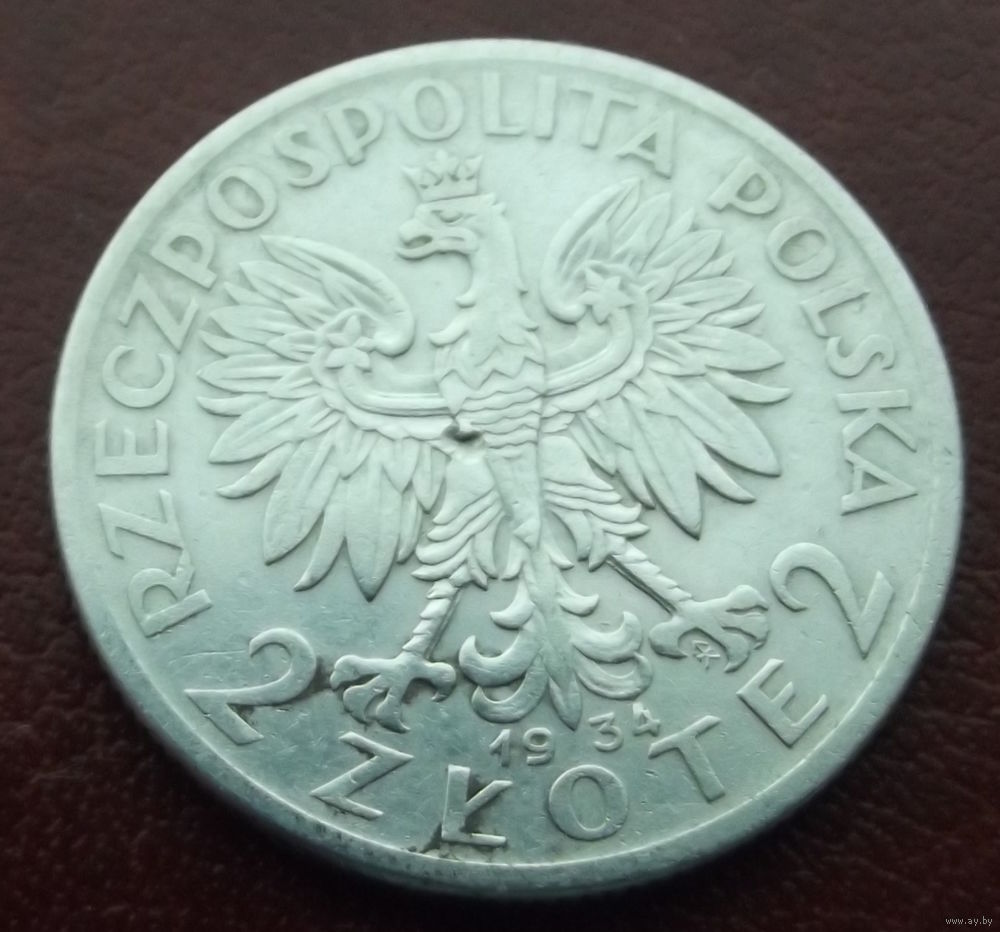 RZECZPOSPOLITA POLSKA
1934
2 ZŁOTE 2
www.ay.by